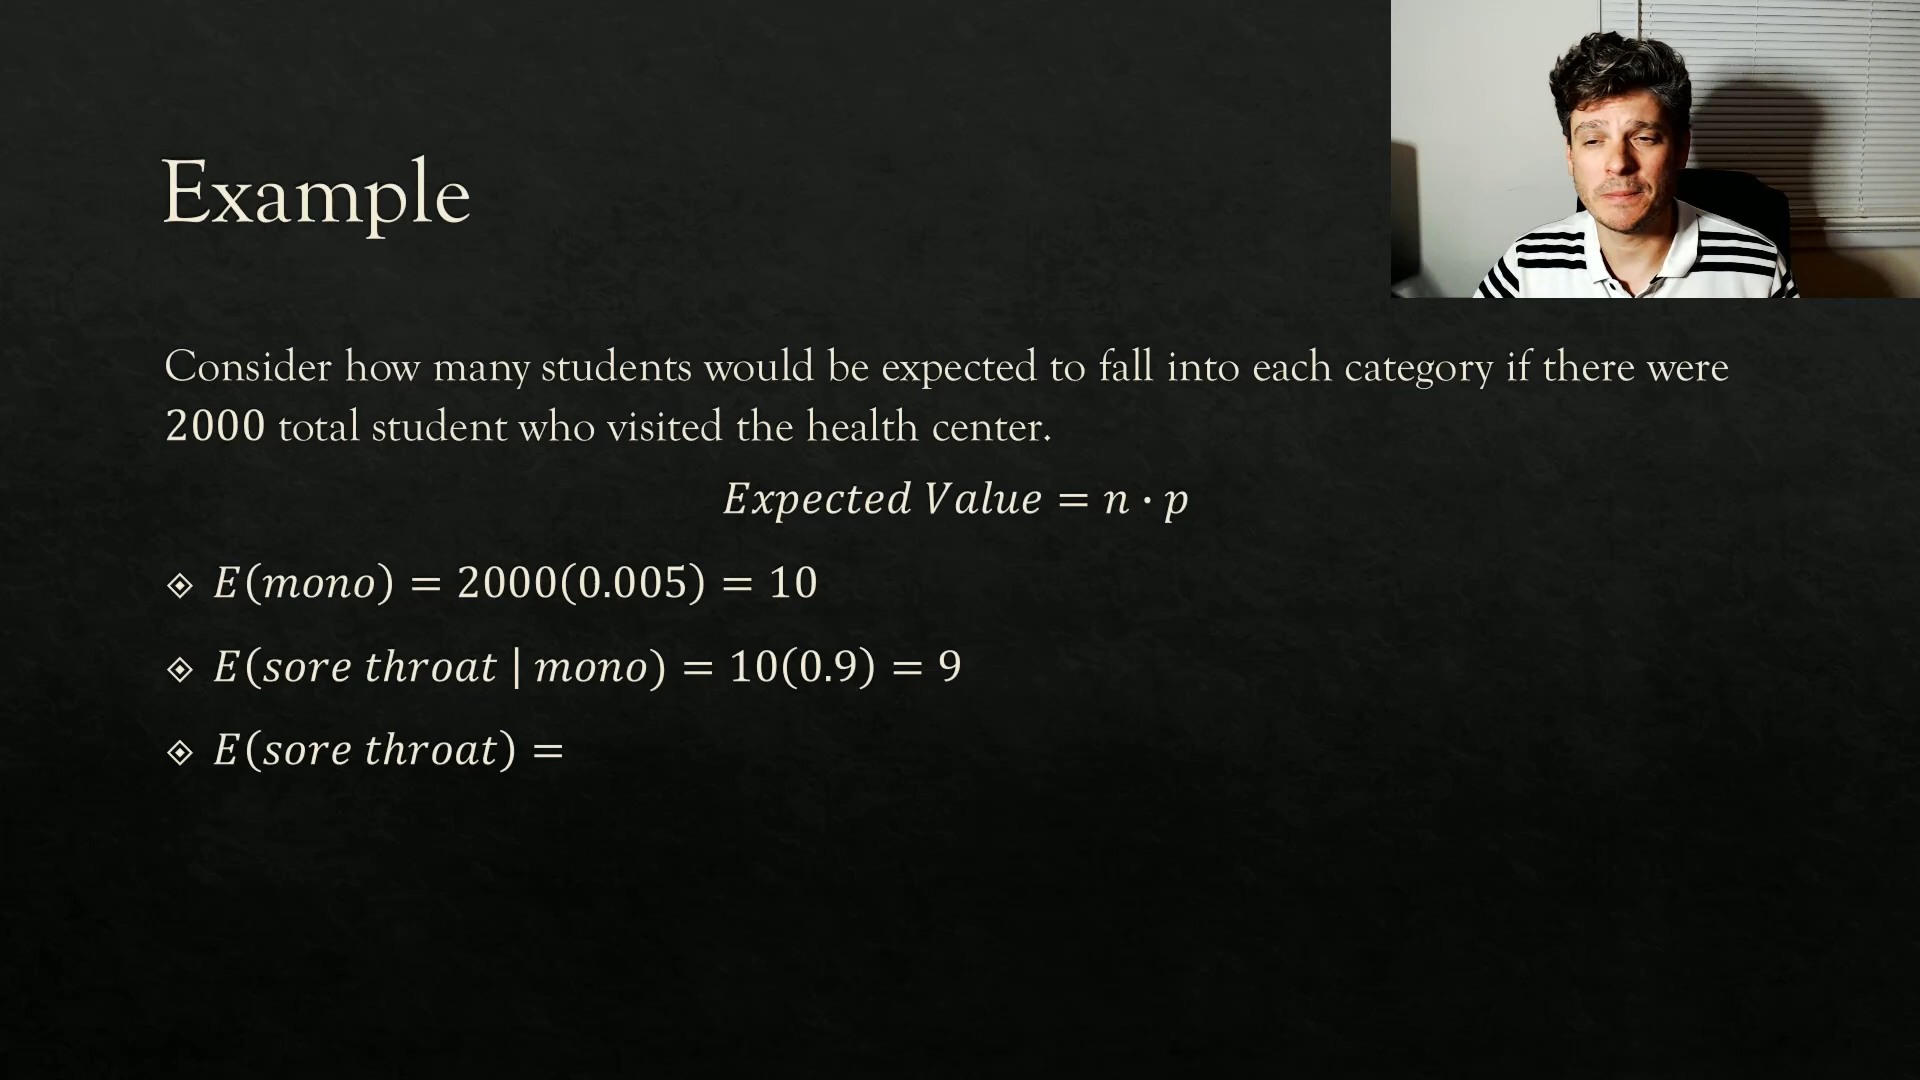 Example
Consider how many students would be expected to fall into each category if there were
2000 total student who visited the health center.
Expected Value = n · p
E(mono) = 2000(0.005) = 10
E(sore throat | mono) = 10(0.9) = 9
E(sore throat) =